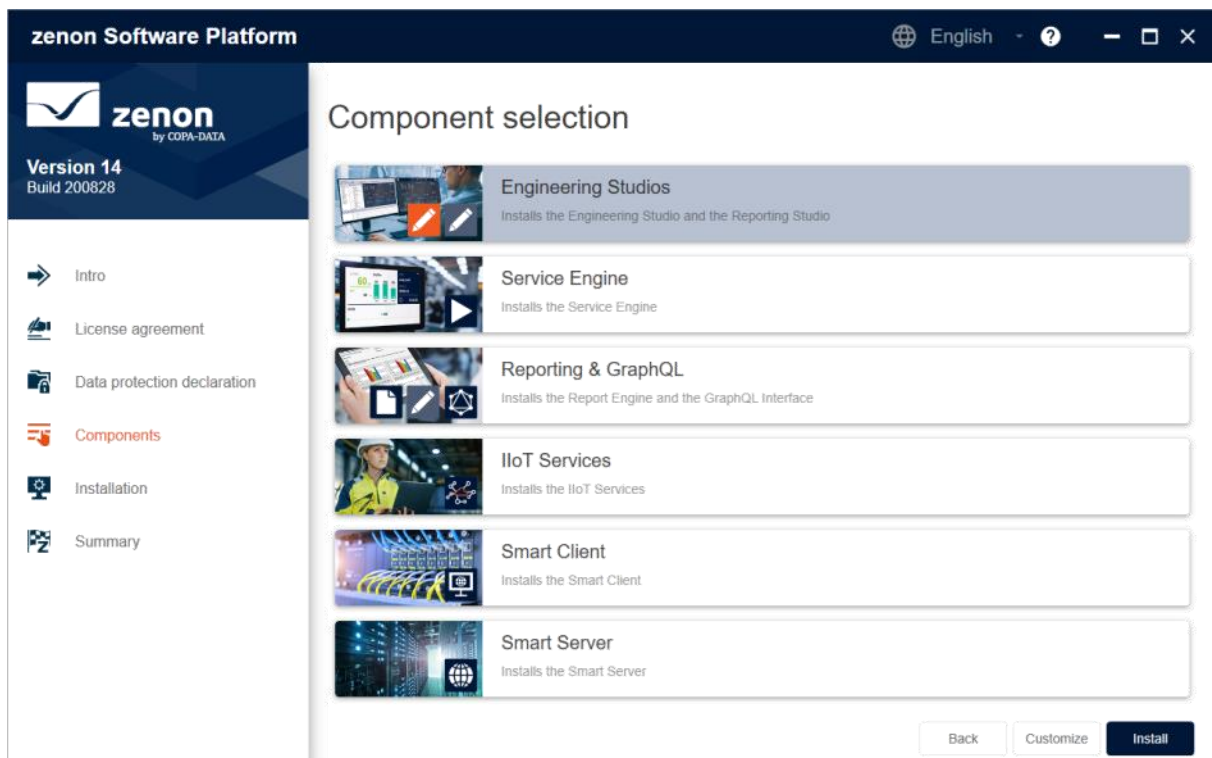 zenon Software Platform
English
zenon
by COPA-DATA
Version 14
Build 200828
Intro
License agreement
Data protection declaration
Components
Installation
Summary
Component selection
Engineering Studios
Installs the Engineering Studio and the Reporting Studio
Service Engine
Installs the Service Engine
Reporting & GraphQL
Installs the Report Engine and the GraphQL Interface
IIoT Services
Installs the IIoT Services
Smart Client
Installs the Smart Client
Smart Server
Installs the Smart Server
Back
Customize
Install